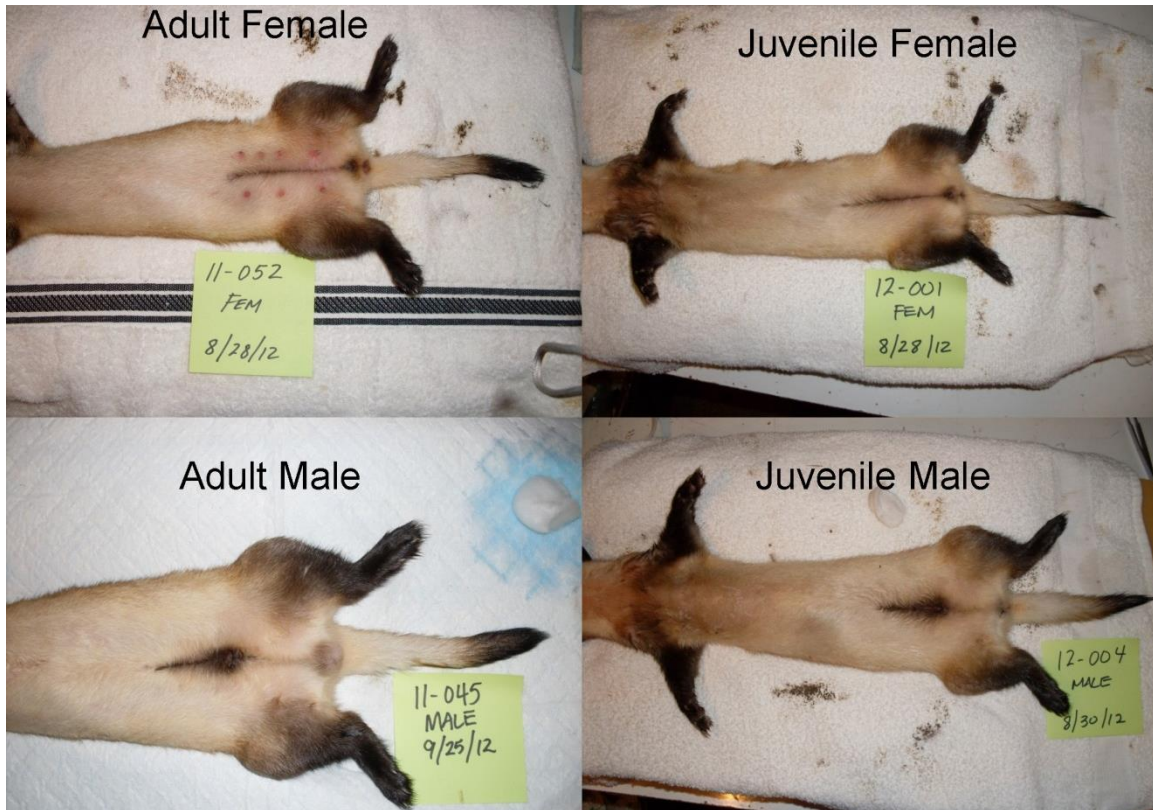 Adult Female
11-052
FEM
8/28/12
Juvenile Female
12-001
FEM
8/28/12
Adult Male
11-045
MALE
9/25/12
Juvenile Male
12-004
MALE
8/30/12